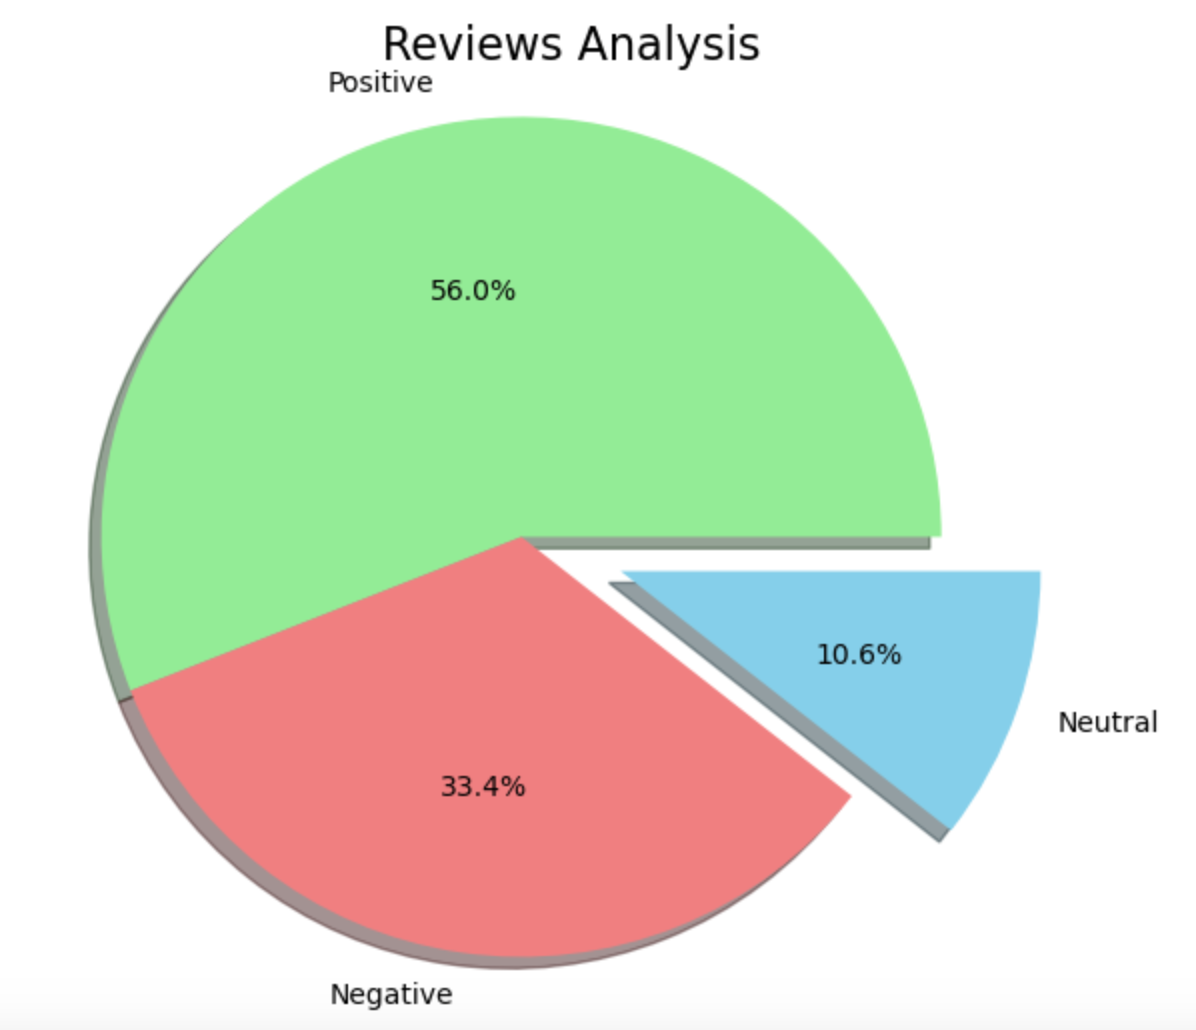 Reviews Analysis
Positive
56.0%
10.6%
Neutral
33.4%
Negative